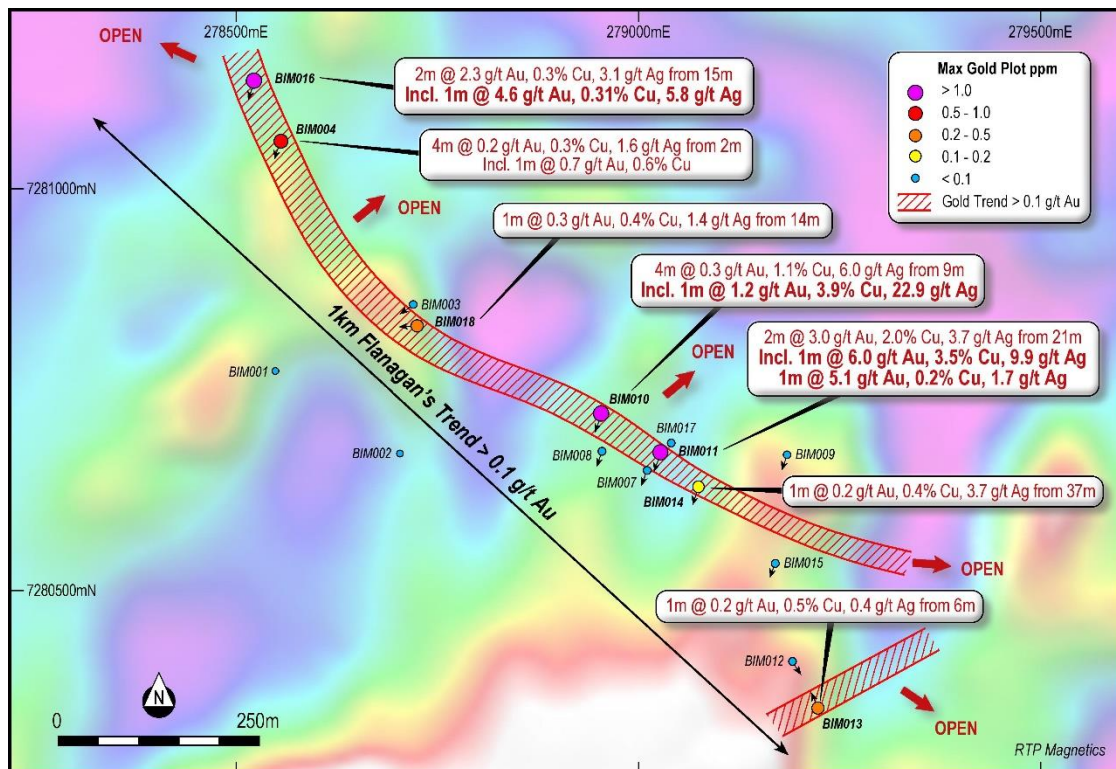 278500mE
279000mE
279500mE
OPEN
BIM016
2m @ 2.3 g/t Au, 0.3% Cu, 3.1 g/t Ag from 15m
Incl. 1m @ 4.6 g/t Au, 0.31% Cu, 5.8 g/t Ag
Max Gold Plot ppm
> 1.0
0.5 - 1.0
0.2 - 0.5
0.1 - 0.2
< 0.1
Gold Trend > 0.1 g/t Au
BIM004
4m @ 0.2 g/t Au, 0.3% Cu, 1.6 g/t Ag from 2m
Incl. 1m @ 0.7 g/t Au, 0.6% Cu
7281000mN
OPEN
1m @ 0.3 g/t Au, 0.4% Cu, 1.4 g/t Ag from 14m
4m @ 0.3 g/t Au, 1.1% Cu, 6.0 g/t Ag from 9m
Incl. 1m @ 1.2 g/t Au, 3.9% Cu, 22.9 g/t Ag
BIM003
BIM018
2m @ 3.0 g/t Au, 2.0% Cu, 3.7 g/t Ag from 21m
Incl. 1m @ 6.0 g/t Au, 3.5% Cu, 9.9 g/t Ag
1m @ 5.1 g/t Au, 0.2% Cu, 1.7 g/t Ag
OPEN
BIM001
1km Flanagan's Trend > 0.1 g/t Au
BIM010
BIM017
BIM011
BIM002
BIM008
BIM009
BIM007
BIM014
1m @ 0.2 g/t Au, 0.4% Cu, 3.7 g/t Ag from 37m
BIM015
OPEN
7280500mN
1m @ 0.2 g/t Au, 0.5% Cu, 0.4 g/t Ag from 6m
BIM012
BIM013
OPEN
N
0
250m
RTP Magnetics